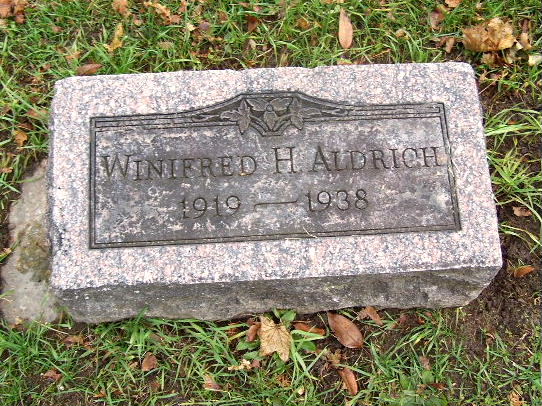 WINIFRED H. ALDRICH
1919 — 1938